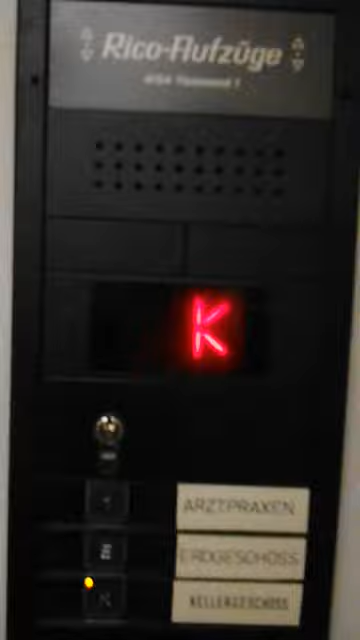 Rico-Aufzüge
K
ARZTPRAXEN
E
ERDGESCHOSS
K
KELLERGESCHOSS